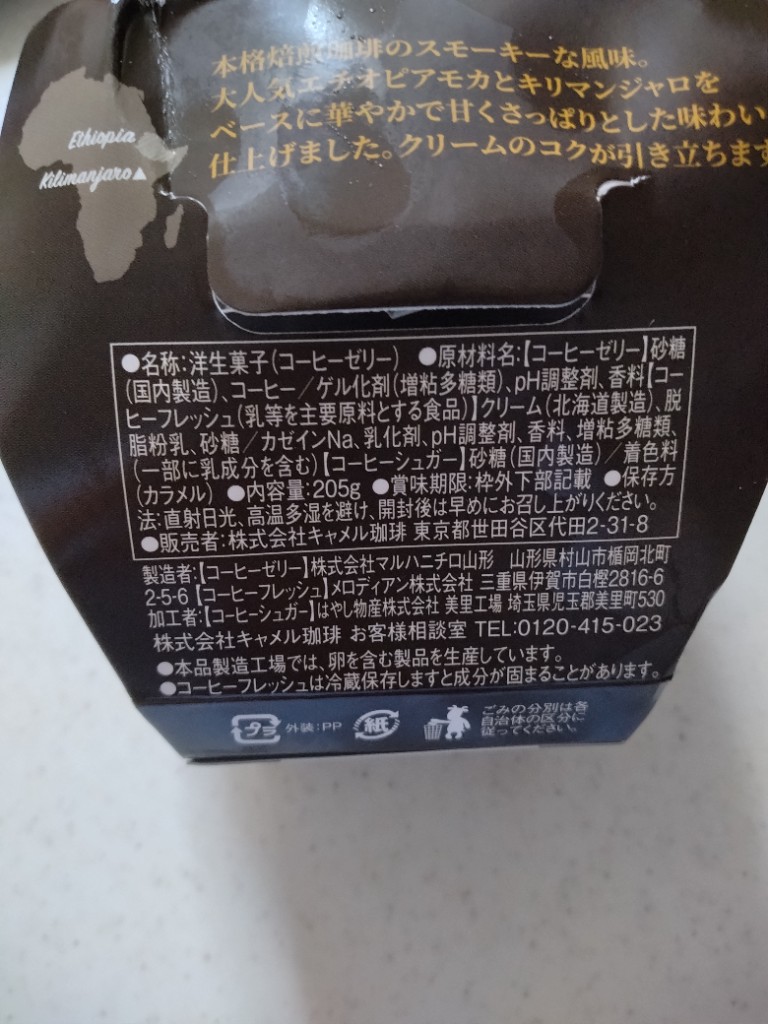 本格焙煎珈琲のスモーキーな風味。
大人気エチオピアモカとキリマンジャロを
ベースに華やかで甘くさっぱりとした味わい
仕上げました。クリームのコクが引き立ちます
Ethiopia
Kilimanjaro▲
●名称:洋生菓子(コーヒーゼリー) ●原材料名:【コーヒーゼリー】砂糖
(国内製造)、コーヒー/ゲル化剤(増粘多糖類)、pH調整剤、香料【コー
ヒーフレッシュ(乳等を主要原料とする食品)】クリーム(北海道製造)、脱
脂粉乳、砂糖/カゼインNa、乳化剤、pH調整剤、香料、増粘多糖類、
(一部に乳成分を含む)【コーヒーシュガー】砂糖(国内製造)/着色料
(カラメル) ●内容量:205g ●賞味期限:枠外下部記載 ●保存方
法:直射日光、高温多湿を避け、開封後は早めにお召し上がりください。
●販売者:株式会社キャメル珈琲 東京都世田谷区代田2-31-8
製造者:【コーヒーゼリー】株式会社マルハニチロ山形 山形県村山市楯岡北町
2-5-6【コーヒーフレッシュ】メロディアン株式会社 三重県伊賀市白樫2816-6
加工者:【コーヒーシュガー】はやし物産株式会社 美里工場 埼玉県児玉郡美里町530
株式会社キャメル珈琲 お客様相談室 TEL:0120-415-023
●本品製造工場では、卵を含む製品を生産しています。
●コーヒーフレッシュは冷蔵保存しますと成分が固まることがあります。
プラ 外装:PP 紙
ごみの分別は各
自治体の区分に
従ってください。